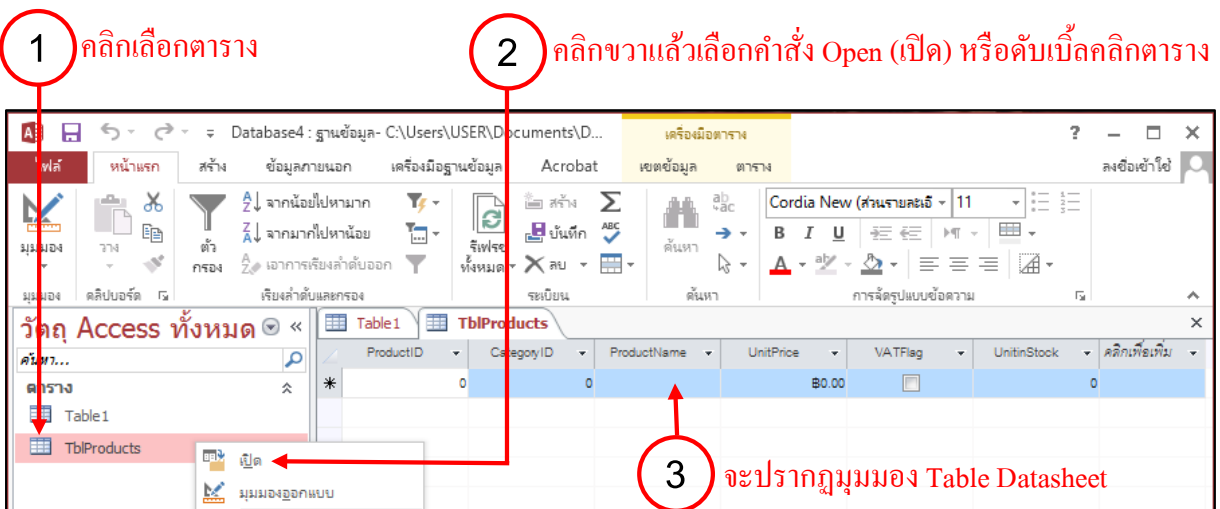 1 คลิกเลือกตาราง
2 คลิกขวาแล้วเลือกคำสั่ง Open (เปิด) หรือดับเบิ้ลคลิกตาราง
Database4 : ฐานข้อมูล- C:\Users\USER\Documents\D... เครื่องมือตาราง
ไฟล์ หน้าแรก สร้าง ข้อมูลภายนอก เครื่องมือฐานข้อมูล Acrobat เขตข้อมูล ตาราง ลงชื่อเข้าใช้
จากน้อยไปหามาก สร้าง Cordia New (ส่วนรายละเอี 11
จากมากไปหาน้อย บันทึก B I U
มุมมอง วาง ตัวกรอง เอาการเรียงลำดับออก รีเฟรชทั้งหมด ลบ ค้นหา
มุมมอง คลิปบอร์ด เรียงลำดับและกรอง ระเบียน ค้นหา การจัดรูปแบบข้อความ
วัตถุ Access ทั้งหมด Table1 TblProducts
ค้นหา... ProductID CategoryID ProductName UnitPrice VATFlag UnitinStock คลิกเพื่อเพิ่ม
ตาราง 0 0 ฿0.00 0
Table1
TblProducts
เปิด
มุมมองออกแบบ
3 จะปรากฏมุมมอง Table Datasheet